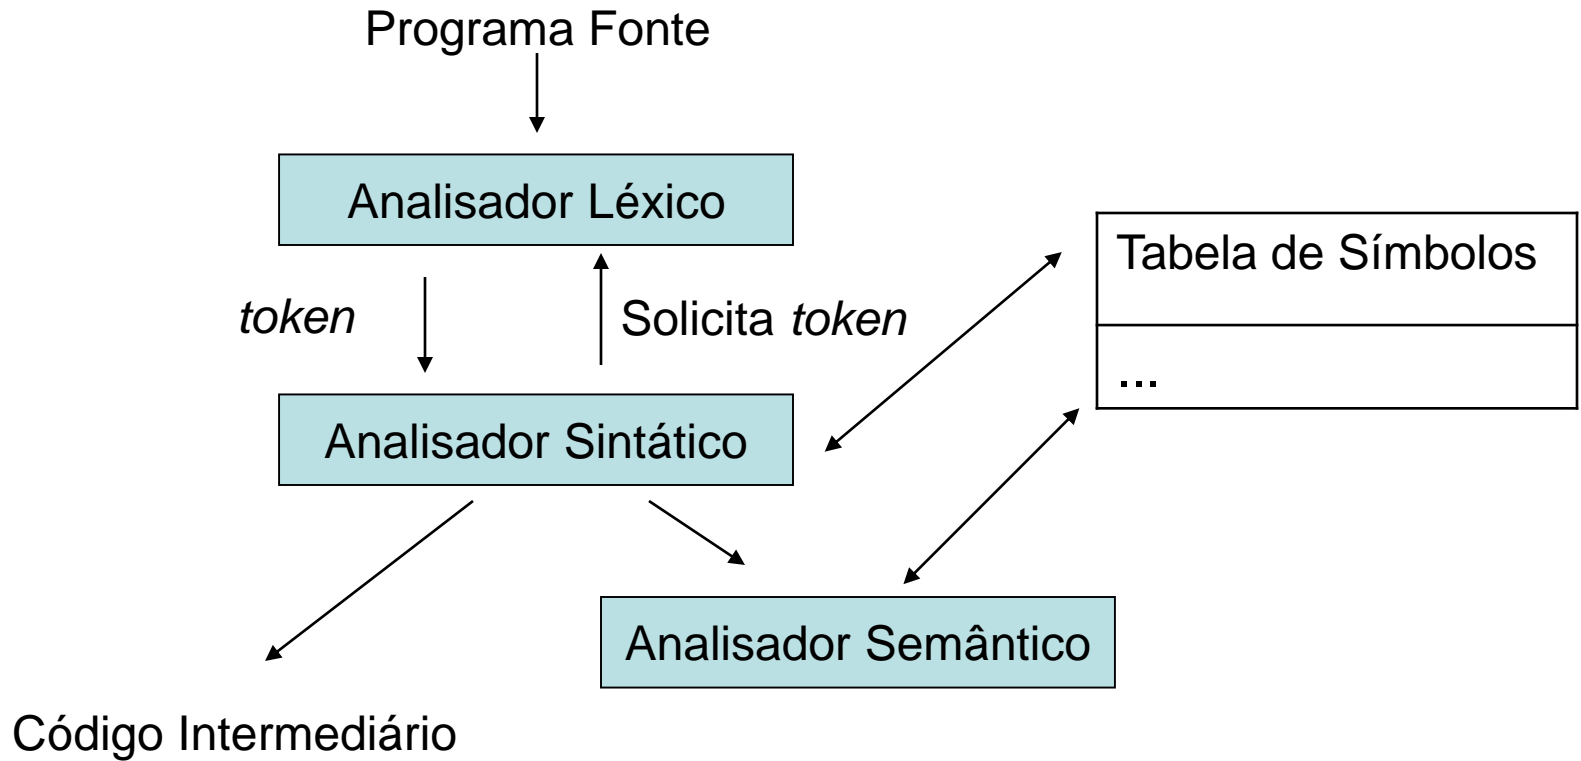 Programa Fonte
Analisador Léxico
Tabela de Símbolos
token
Solicita token
...
Analisador Sintático
Analisador Semântico
Código Intermediário